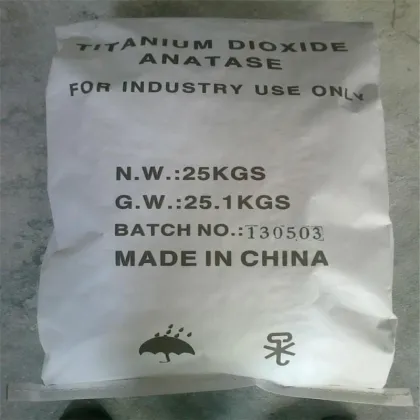 TITANIUM DIOXIDE
ANATASE
FOR INDUSTRY USE ONLY
N.W.:25KGS
G.W.:25.1KGS
BATCH NO.:T30503
MADE IN CHINA